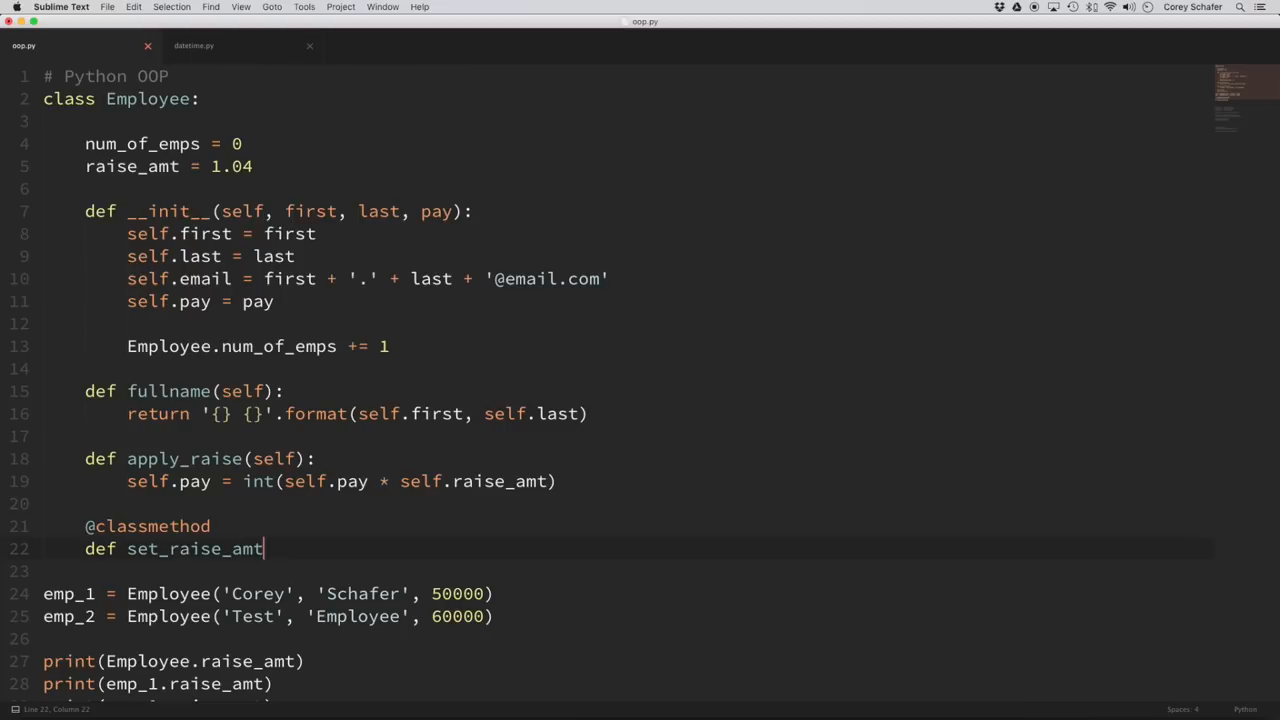 Sublime Text File Edit Selection Find View Goto Tools Project Window Help Corey Schafer
oop.py
oop.py datetime.py
1 # Python OOP
2 class Employee:
3
4 num_of_emps = 0
5 raise_amt = 1.04
6
7 def __init__(self, first, last, pay):
8 self.first = first
9 self.last = last
10 self.email = first + '.' + last + '@email.com'
11 self.pay = pay
12
13 Employee.num_of_emps += 1
14
15 def fullname(self):
16 return '{} {}'.format(self.first, self.last)
17
18 def apply_raise(self):
19 self.pay = int(self.pay * self.raise_amt)
20
21 @classmethod
22 def set_raise_amt
23
24 emp_1 = Employee('Corey', 'Schafer', 50000)
25 emp_2 = Employee('Test', 'Employee', 60000)
26
27 print(Employee.raise_amt)
28 print(emp_1.raise_amt)
Line 22, Column 22 Spaces: 4 Python